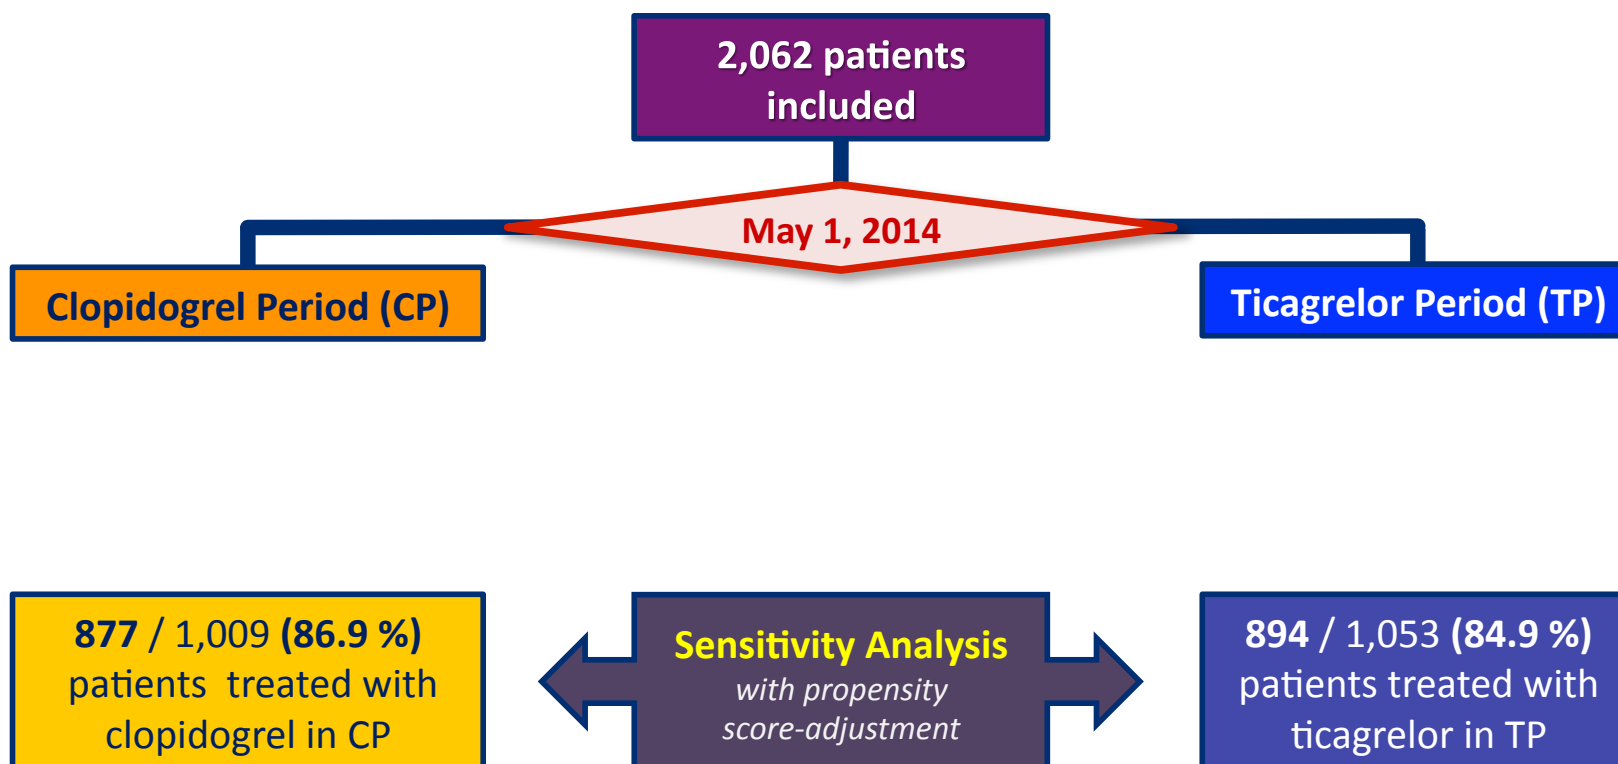 2,062 patients
included
May 1, 2014
Clopidogrel Period (CP)
Ticagrelor Period (TP)
877 / 1,009 (86.9 %)
patients treated with
clopidogrel in CP
Sensitivity Analysis
with propensity
score-adjustment
894 / 1,053 (84.9 %)
patients treated with
ticagrelor in TP